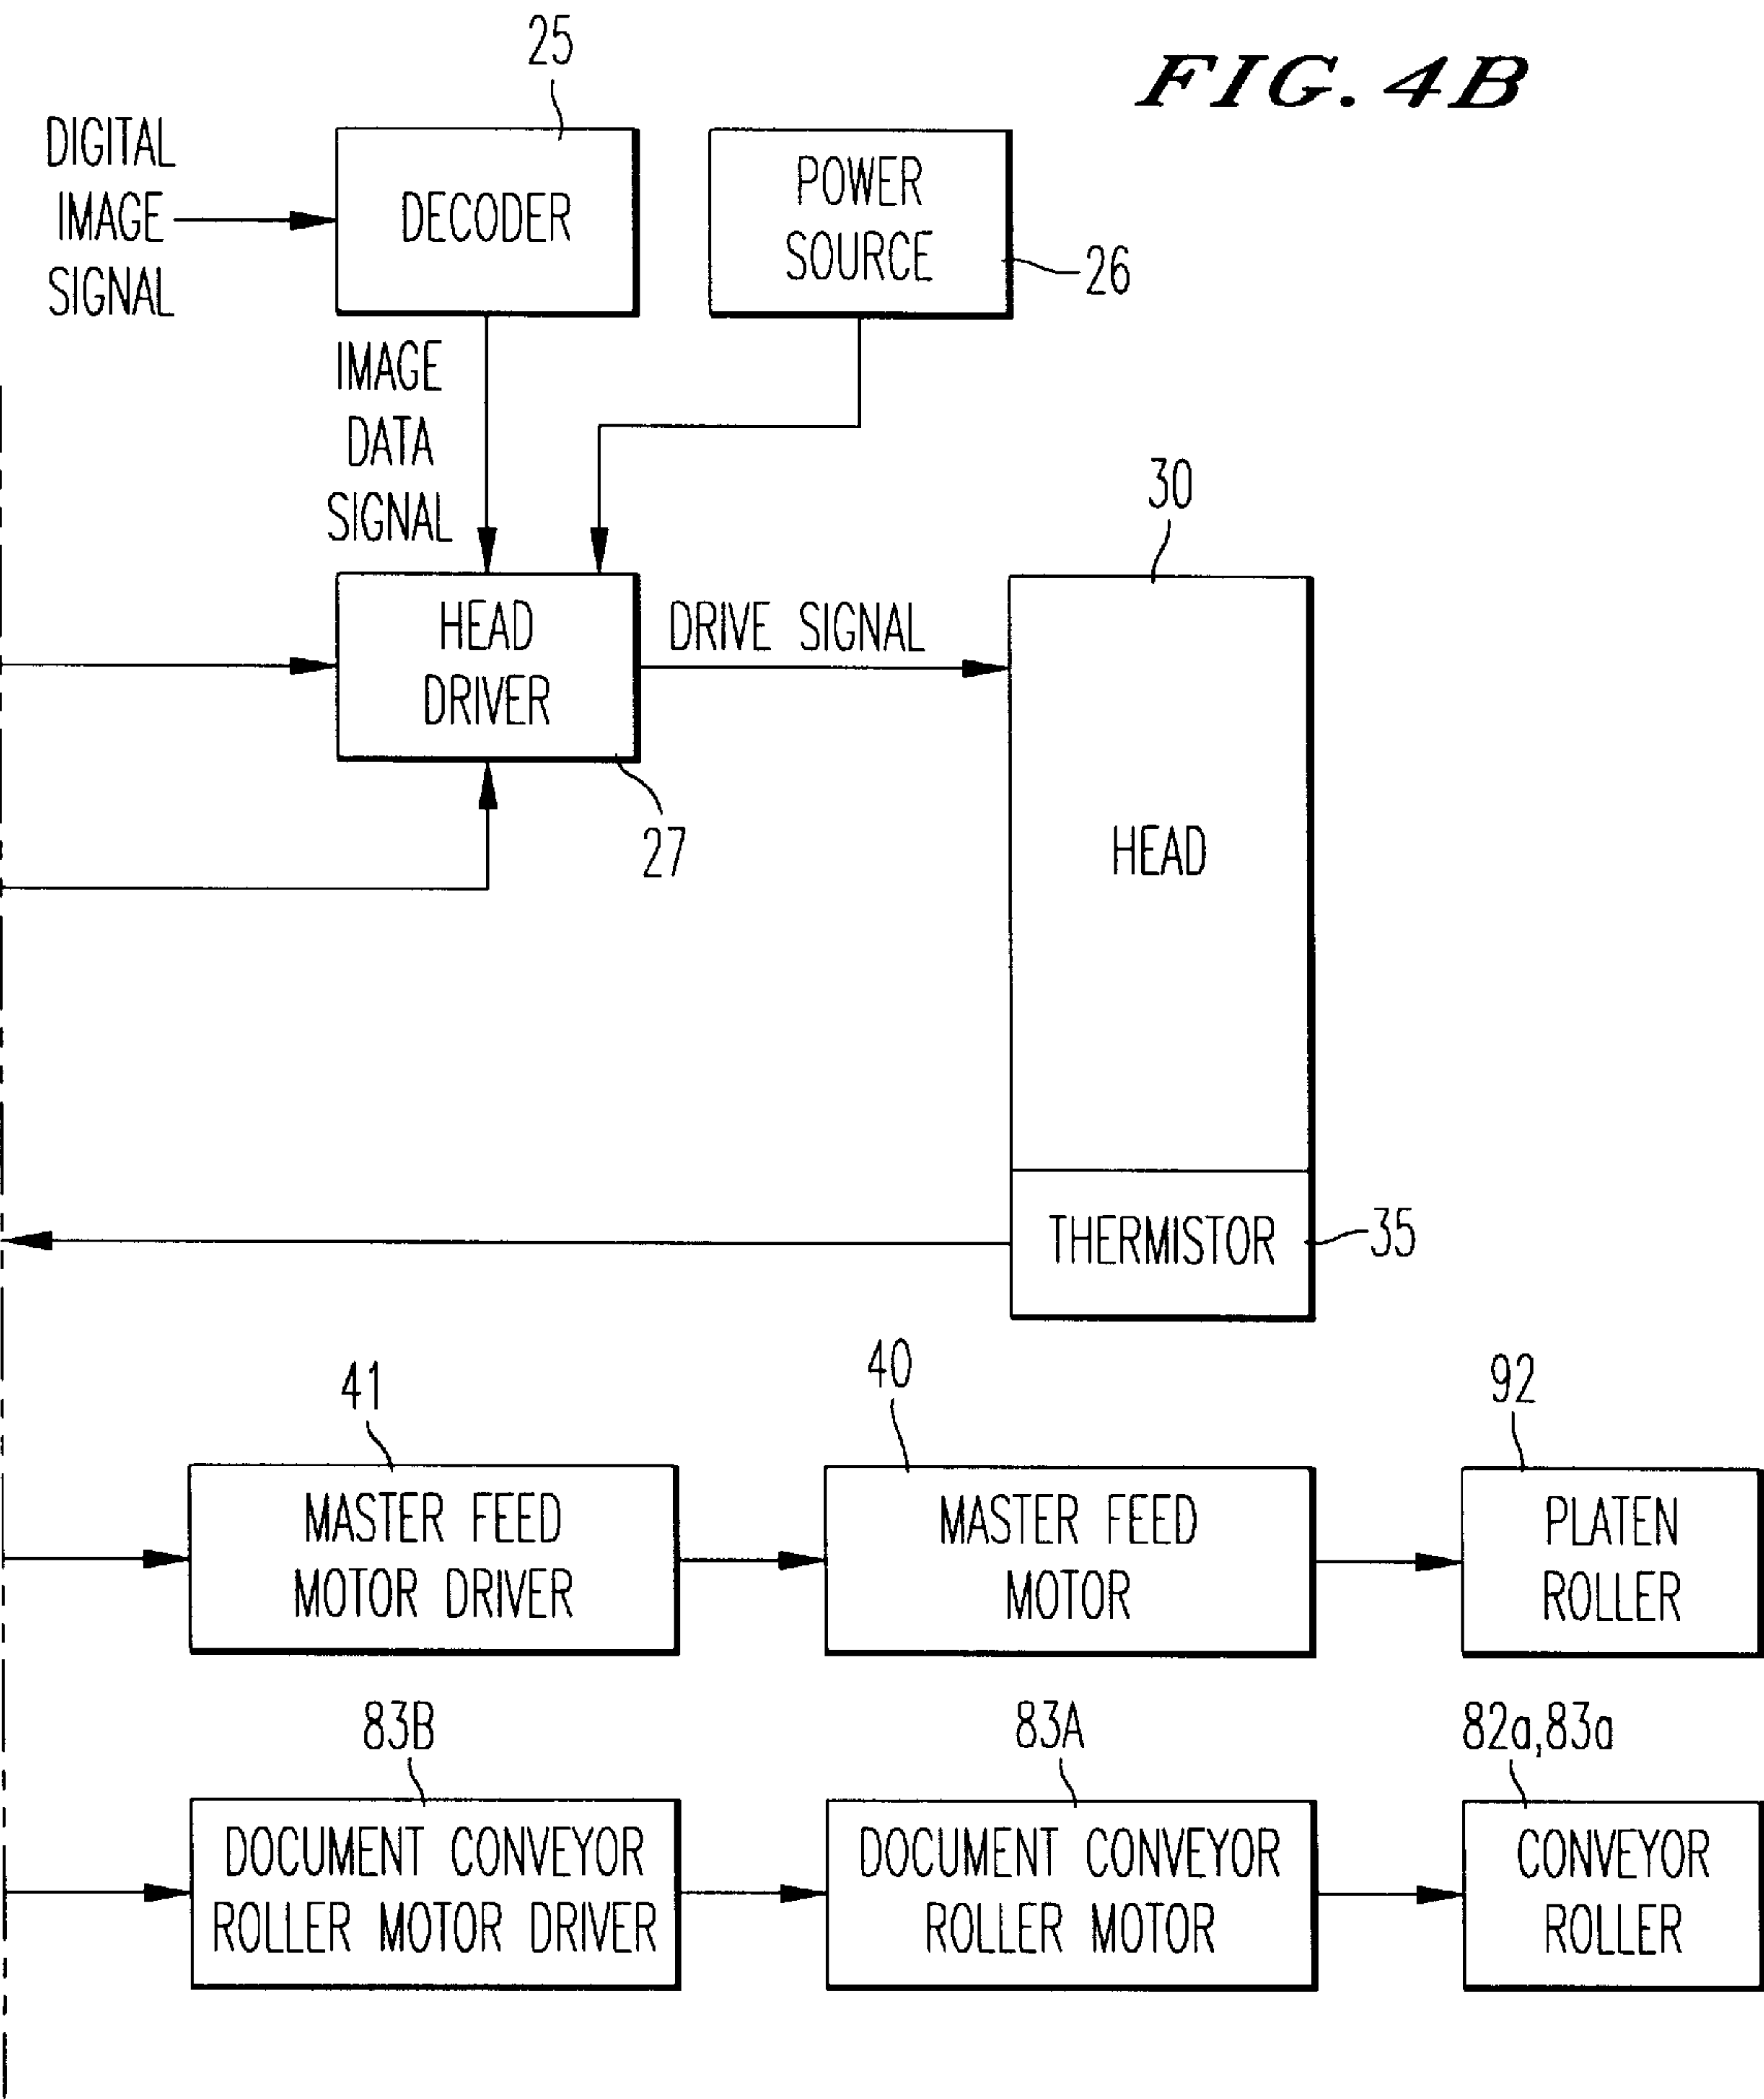 FIG. 4B
25
DIGITAL
IMAGE
SIGNAL
DECODER
POWER
SOURCE
26
IMAGE
DATA
SIGNAL
30
HEAD
DRIVER
DRIVE SIGNAL
27
HEAD
THERMISTOR
35
41
40
92
MASTER FEED
MOTOR DRIVER
MASTER FEED
MOTOR
PLATEN
ROLLER
83B
83A
82a,83a
DOCUMENT CONVEYOR
ROLLER MOTOR DRIVER
DOCUMENT CONVEYOR
ROLLER MOTOR
CONVEYOR
ROLLER